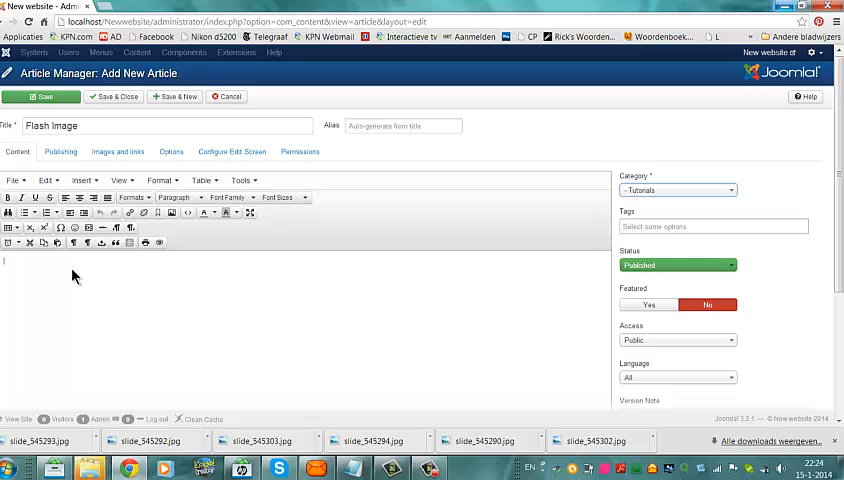 New website - Admi
localhost/Newwebsite/administrator/index.php?option=com_content&view=article&layout=edit
Applicaties KPN.com AD Facebook Nikon d5200 Telegraaf KPN Webmail Interactieve tv Aanmelden CP Rick's Woorden... Woordenboek... L » Andere bladwijzers
System Users Menus Content Components Extensions Help New website
Article Manager: Add New Article Joomla!
Save Save & Close Save & New Cancel Help
Title * Flash Image Alias Auto-generate from title
Content Publishing Images and links Options Configure Edit Screen Permissions
File Edit Insert View Format Table Tools
Formats Paragraph Font Family Font Sizes
Category *
- Tutorials
Tags
Select some options
Status
Published
Featured
Yes No
Access
Public
Language
All
Version Note
View Site 0 Visitors 1 Admin 0 Log out Clean Cache Joomla! 3.2.1 — © New website 2014
slide_545293.jpg slide_545292.jpg slide_545303.jpg slide_545294.jpg slide_545290.jpg slide_545302.jpg Alle downloads weergeven...
EN 22:24
15-1-2014